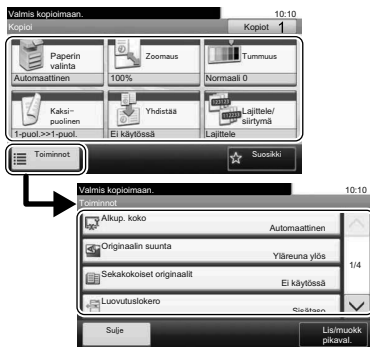 Valmis kopioimaan. 10:10
Kopioi Kopiot 1
Paperin valinta
Automaattinen
Zoomaus
100%
Tummuus
Normaali 0
Kaksi-
puolinen
1-puol.>>1-puol.
Yhdistää
Ei käytössä
Lajittele/
siirtymä
Lajittele
Toiminnot Suosikki
Valmis kopioimaan. 10:10
Toiminnot
Alkup. koko
Automaattinen
Originaalin suunta
Yläreuna ylös
1/4
Sekakokoiset originaalit
Ei käytössä
Luovutuslokero
Sisätaso
Sulje
Lis/muokk
pikaval.